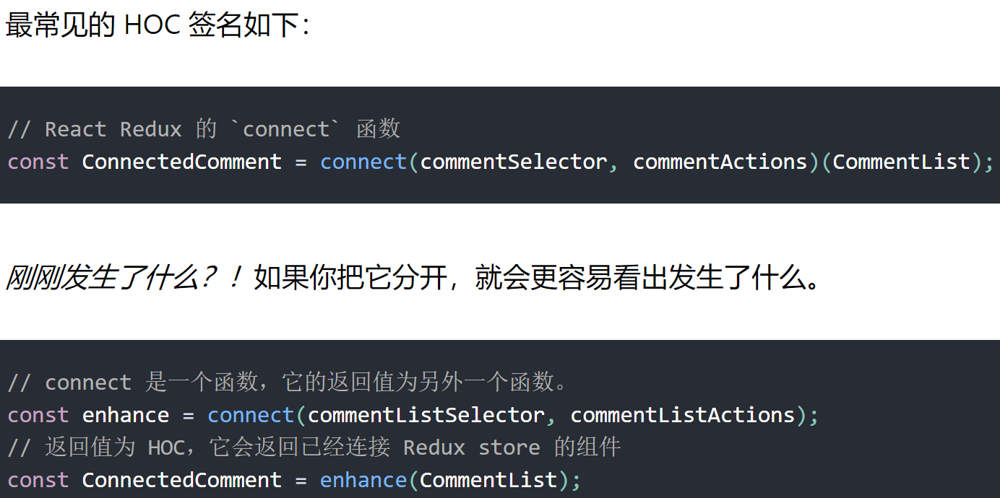 最常见的 HOC 签名如下：
// React Redux 的 `connect` 函数
const ConnectedComment = connect(commentSelector, commentActions)(CommentList);
刚刚发生了什么？！如果你把它分开，就会更容易看出发生了什么。
// connect 是一个函数，它的返回值为另外一个函数。
const enhance = connect(commentListSelector, commentListActions);
// 返回值为 HOC，它会返回已经连接 Redux store 的组件
const ConnectedComment = enhance(CommentList);